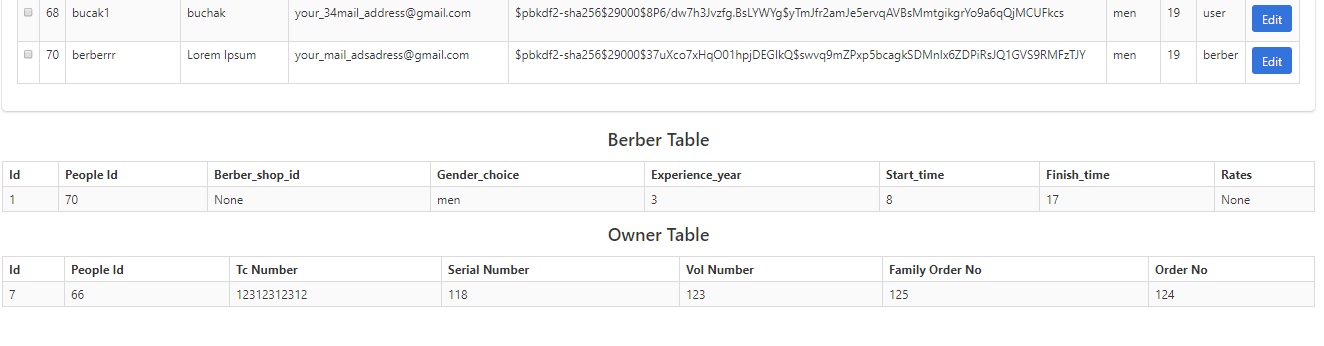 68 bucak1 buchak your_34mail_address@gmail.com $pbkdf2-sha256$29000$8P6/dw7h3Jvzfg.BsLYWYg$yTmJfr2amJe5ervqAVBsMmtgikgrYo9a6qQjMCUFkcs men 19 user Edit
70 berberrr Lorem Ipsum your_mail_adsadress@gmail.com $pbkdf2-sha256$29000$37uXco7xHqO01hpjDEGIkQ$swvq9mZPxp5bcagkSDMnIx6ZDPiRsJQ1GVS9RMFzTJY men 19 berber Edit
Berber Table
Id People Id Berber_shop_id Gender_choice Experience_year Start_time Finish_time Rates
1 70 None men 3 8 17 None
Owner Table
Id People Id Tc Number Serial Number Vol Number Family Order No Order No
7 66 12312312312 118 123 125 124